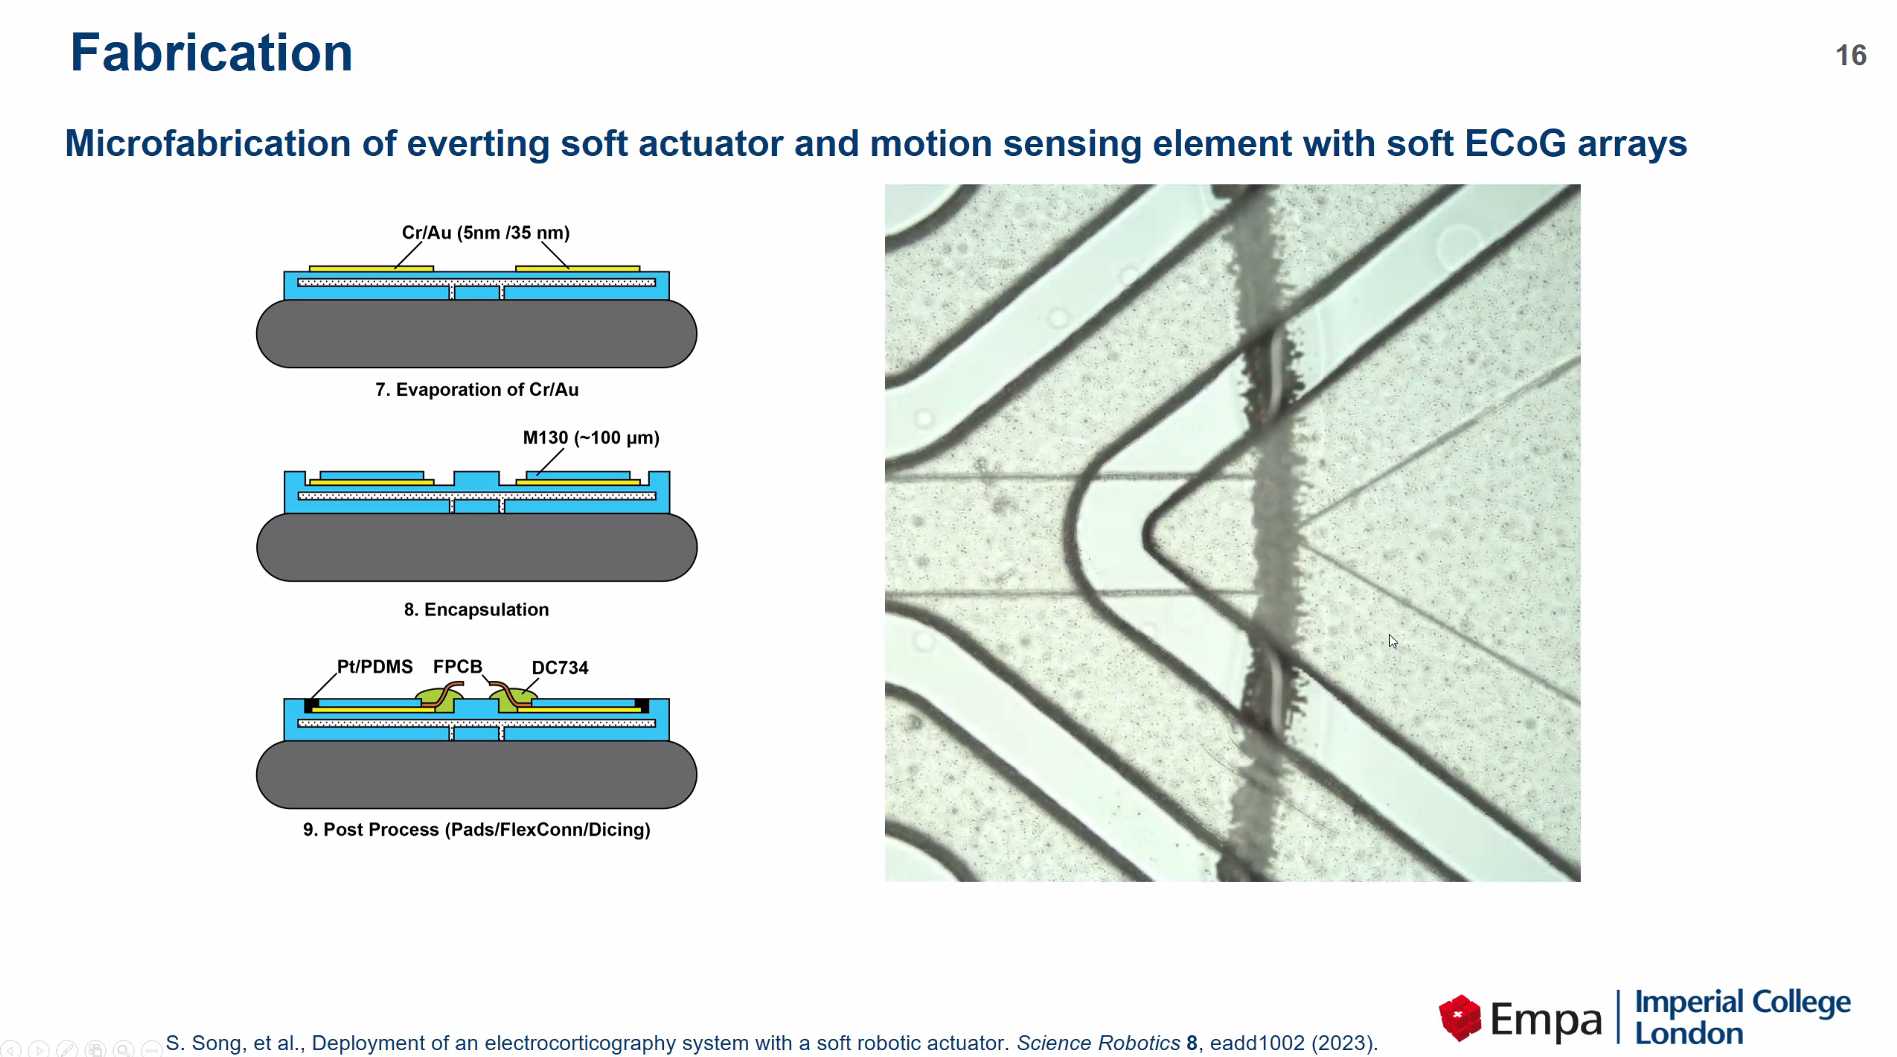 Fabrication
16
Microfabrication of everting soft actuator and motion sensing element with soft ECoG arrays
Cr/Au (5nm /35 nm)
7. Evaporation of Cr/Au
M130 (~100 µm)
8. Encapsulation
Pt/PDMS FPCB DC734
9. Post Process (Pads/FlexConn/Dicing)
Empa
Imperial College
London
S. Song, et al., Deployment of an electrocorticography system with a soft robotic actuator. Science Robotics 8, eadd1002 (2023).